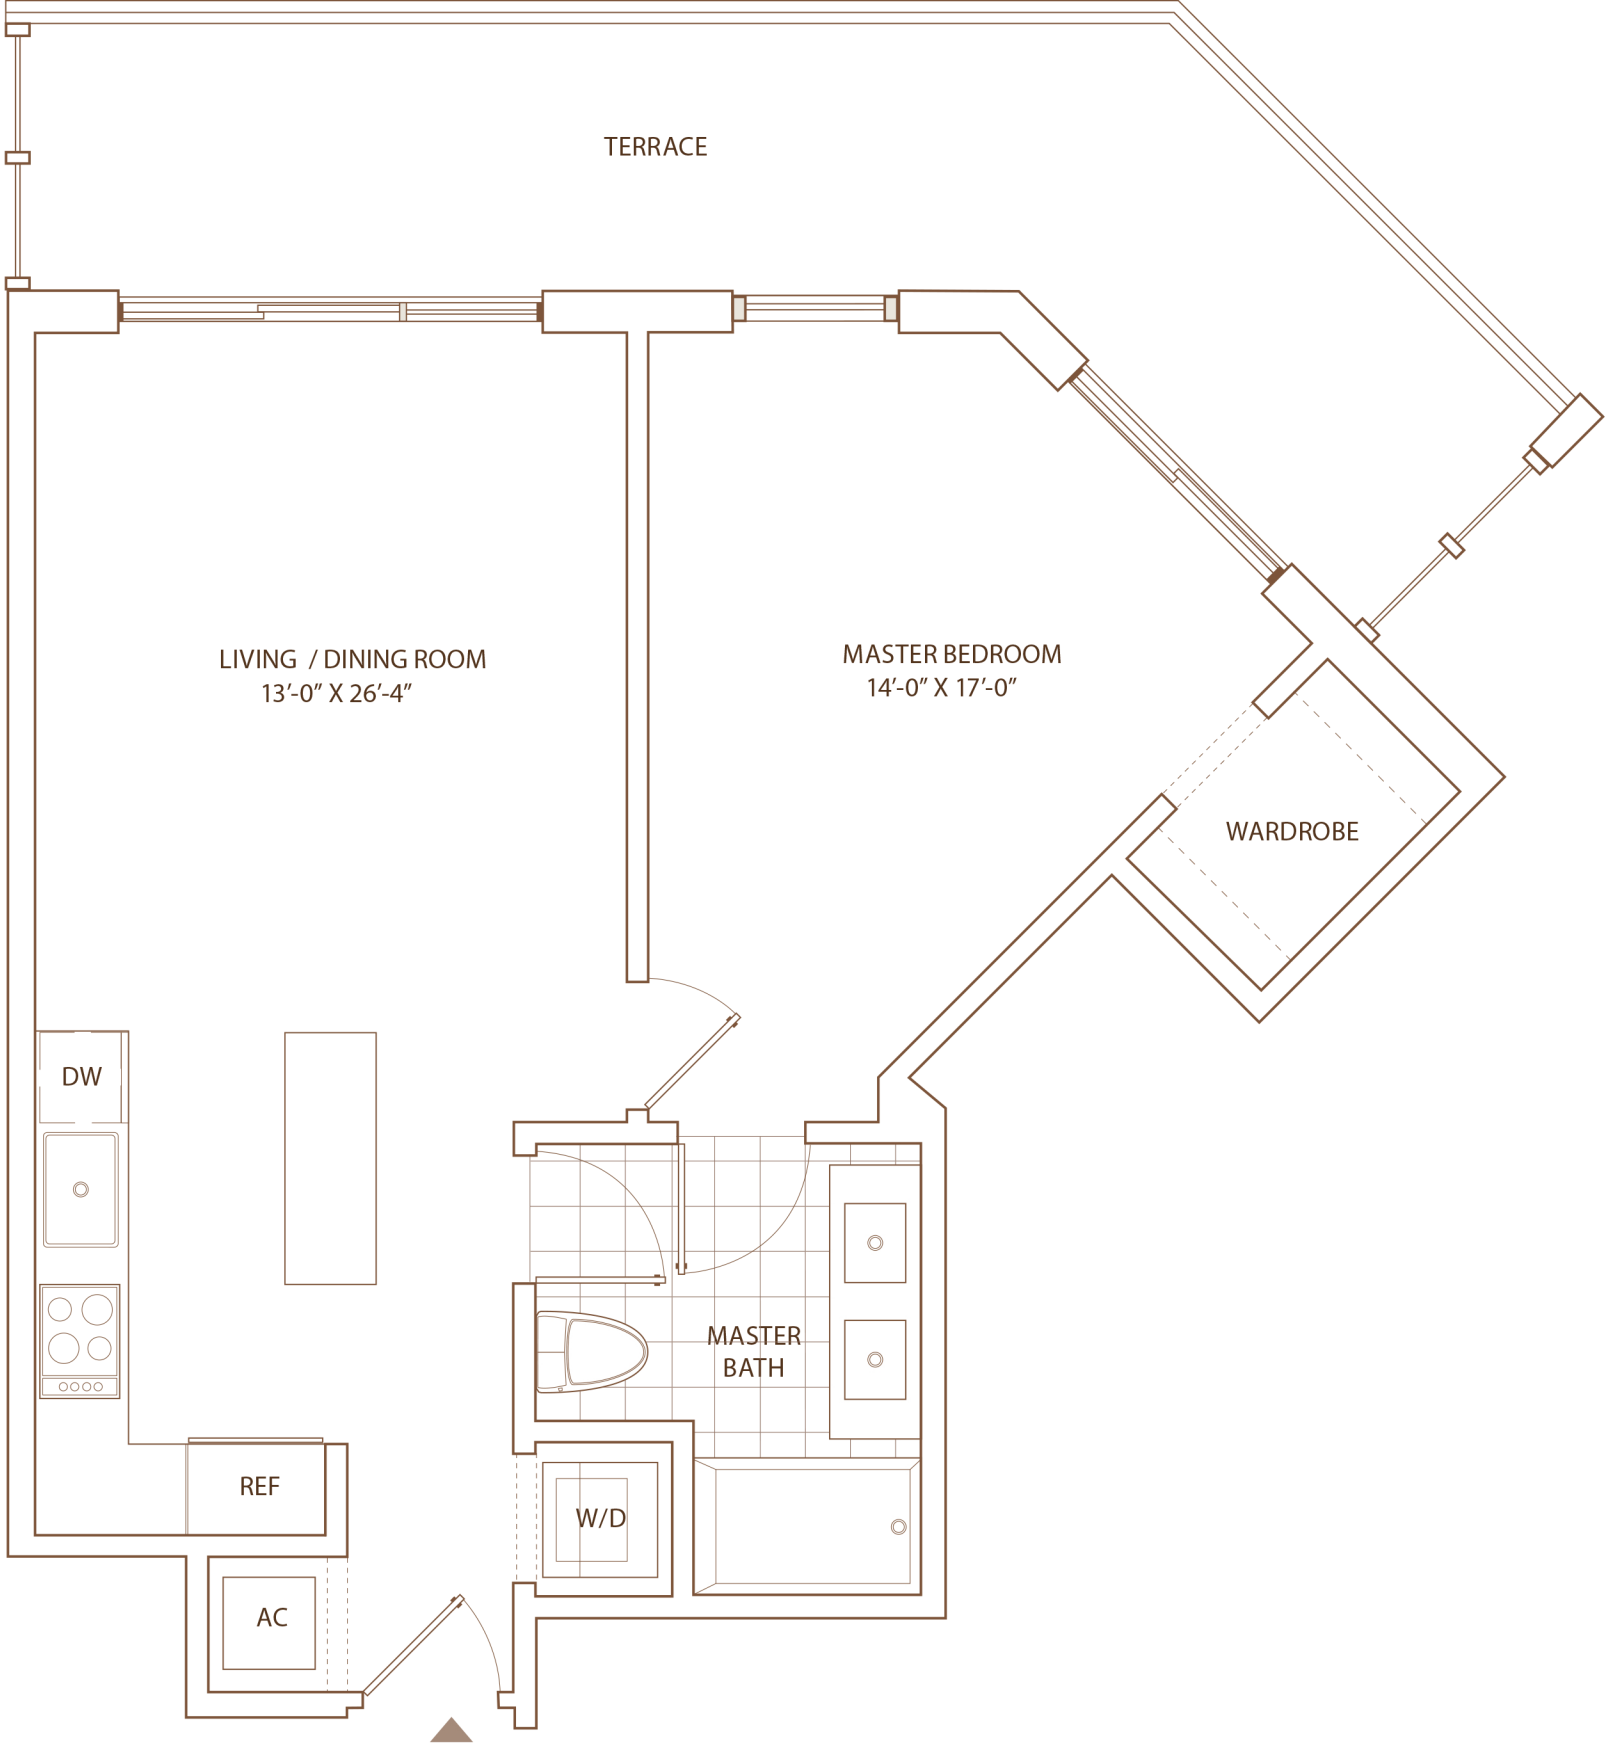 TERRACE
LIVING / DINING ROOM
13’-0” X 26’-4”
MASTER BEDROOM
14’-0” X 17’-0”
WARDROBE
DW
MASTER
BATH
REF
W/D
AC